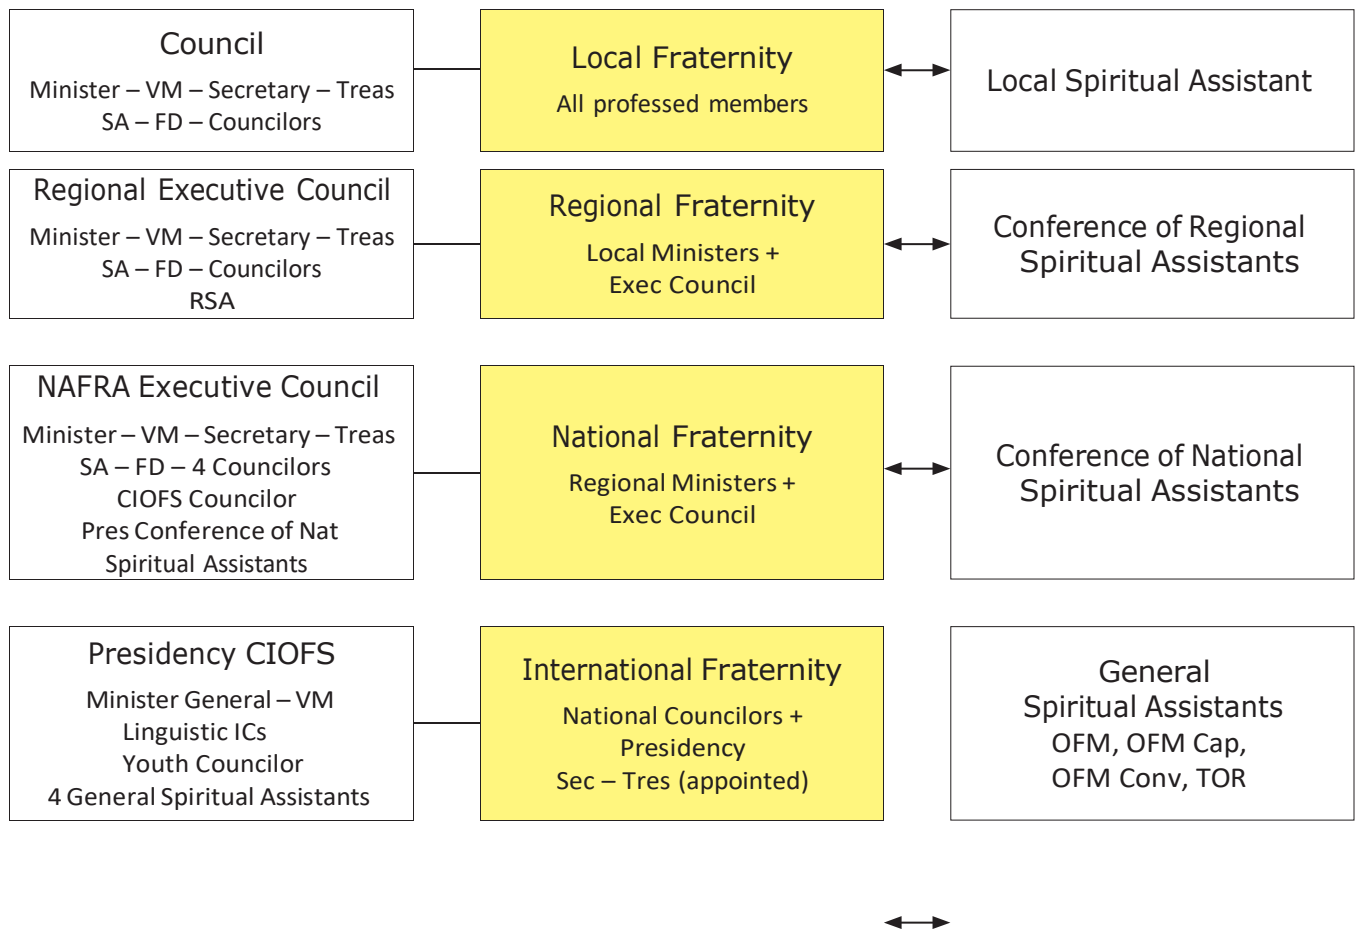 Council
Minister – VM – Secretary – Treas
SA – FD – Councilors
Local Fraternity
All professed members
Local Spiritual Assistant
Regional Executive Council
Minister – VM – Secretary – Treas
SA – FD – Councilors
RSA
Regional Fraternity
Local Ministers +
Exec Council
Conference of Regional
Spiritual Assistants
NAFRA Executive Council
Minister – VM – Secretary – Treas
SA – FD – 4 Councilors
CIOFS Councilor
Pres Conference of Nat
Spiritual Assistants
National Fraternity
Regional Ministers +
Exec Council
Conference of National
Spiritual Assistants
Presidency CIOFS
Minister General – VM
Linguistic ICs
Youth Councilor
4 General Spiritual Assistants
International Fraternity
National Councilors +
Presidency
Sec – Tres (appointed)
General
Spiritual Assistants
OFM, OFM Cap,
OFM Conv, TOR